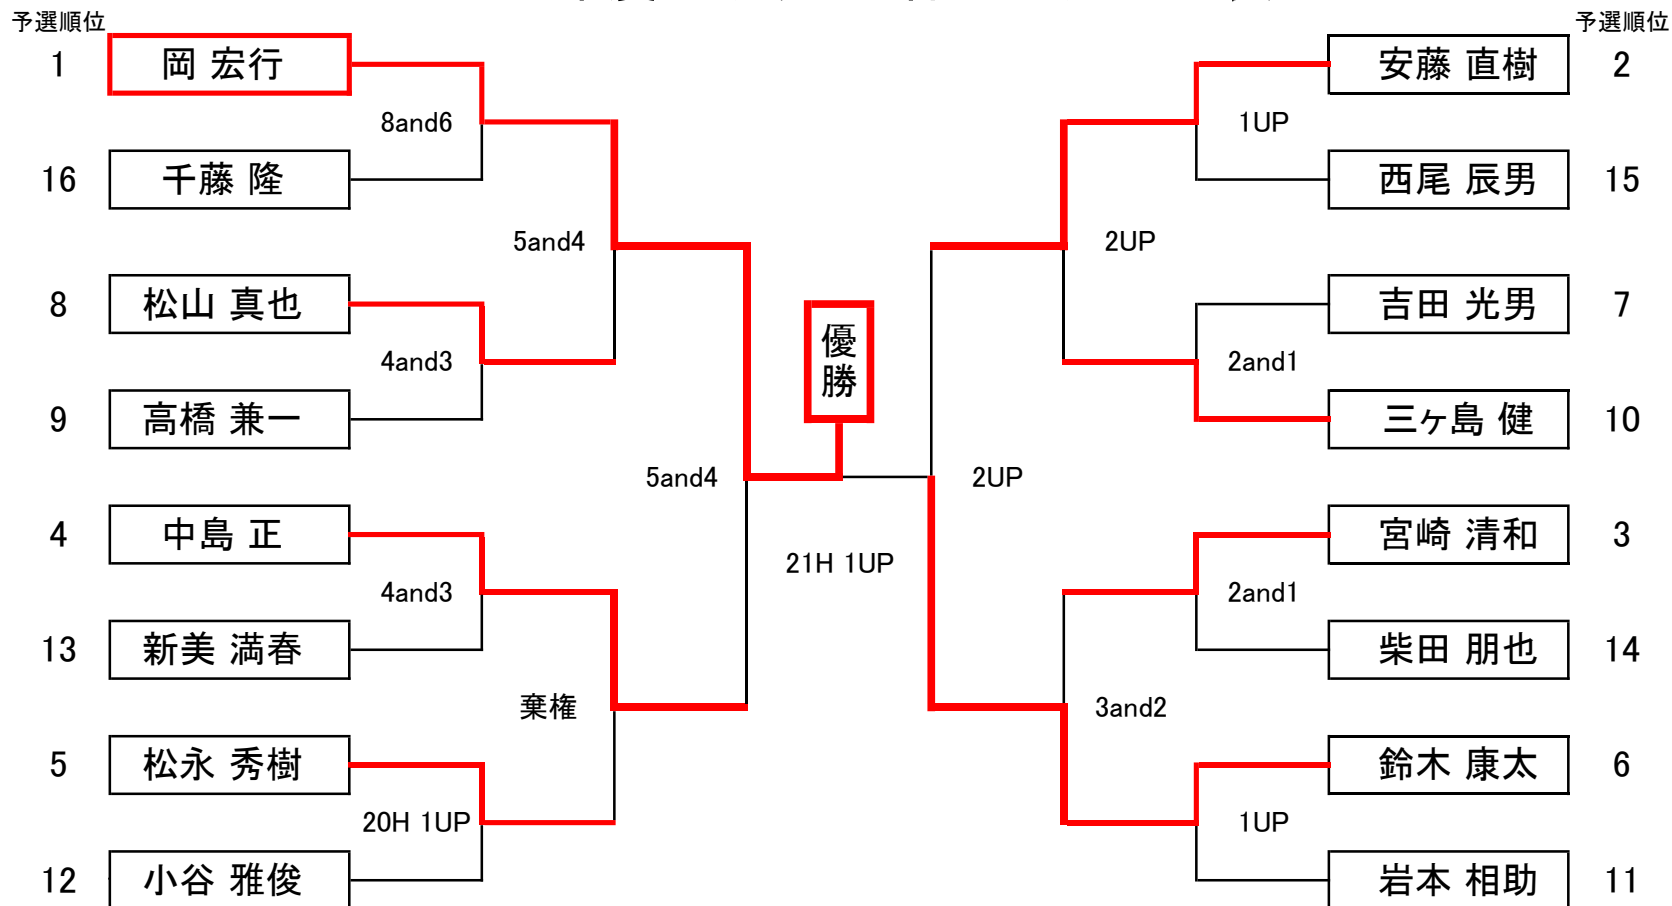 予選順位
予選順位
1 岡 宏行
安藤 直樹 2
8and6
1UP
16 千藤 隆
西尾 辰男 15
5and4
2UP
8 松山 真也
吉田 光男 7
優勝
4and3
2and1
9 高橋 兼一
三ヶ島 健 10
5and4
2UP
4 中島 正
宮崎 清和 3
21H 1UP
4and3
2and1
13 新美 満春
柴田 朋也 14
棄権
3and2
5 松永 秀樹
鈴木 康太 6
20H 1UP
1UP
12 小谷 雅俊
岩本 相助 11